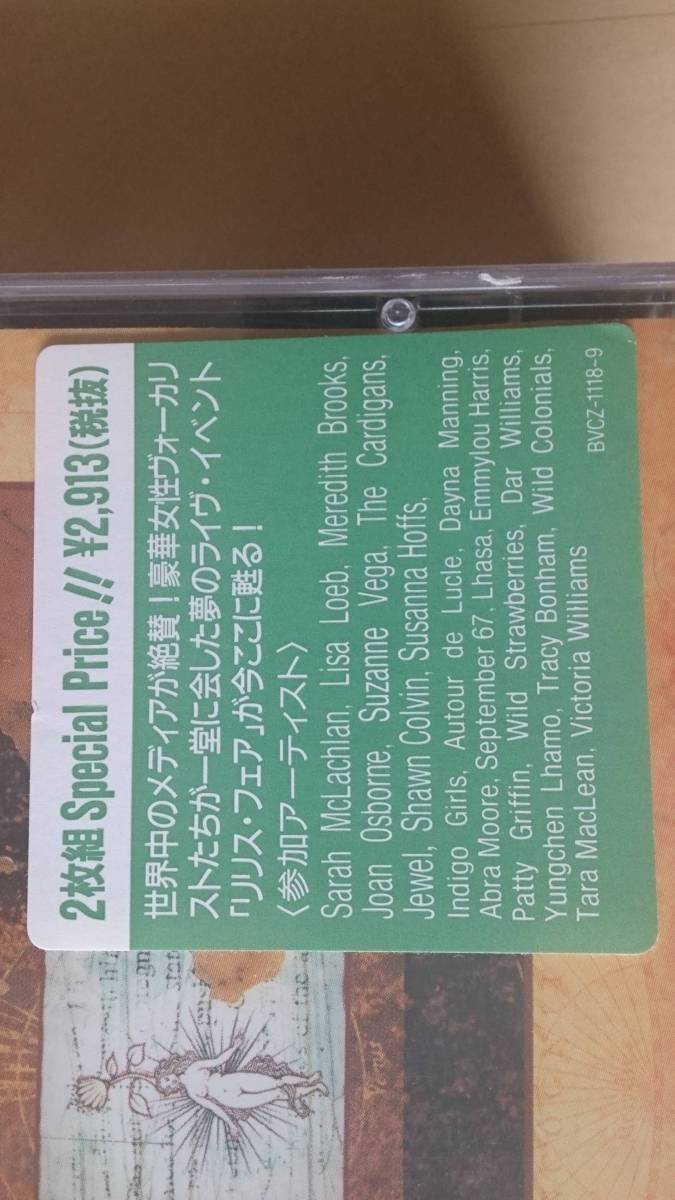 2枚組 Special Price!! ¥2,913(税抜)
世界中のメディアが絶賛！豪華女性ヴォーカリ
ストたちが一堂に会した夢のライヴ・イベント
「リリス・フェア」が今ここに甦る！
〈参加アーティスト〉
Sarah McLachlan, Lisa Loeb, Meredith Brooks,
Joan Osborne, Suzanne Vega, The Cardigans,
Jewel, Shawn Colvin, Susanna Hoffs,
Indigo Girls, Autour de Lucie, Dayna Manning,
Abra Moore, September 67, Lhasa, Emmylou Harris,
Patty Griffin, Wild Strawberries, Dar Williams,
Yungchen Lhamo, Tracy Bonham, Wild Colonials,
Tara MacLean, Victoria Williams
BVCZ-1118-9